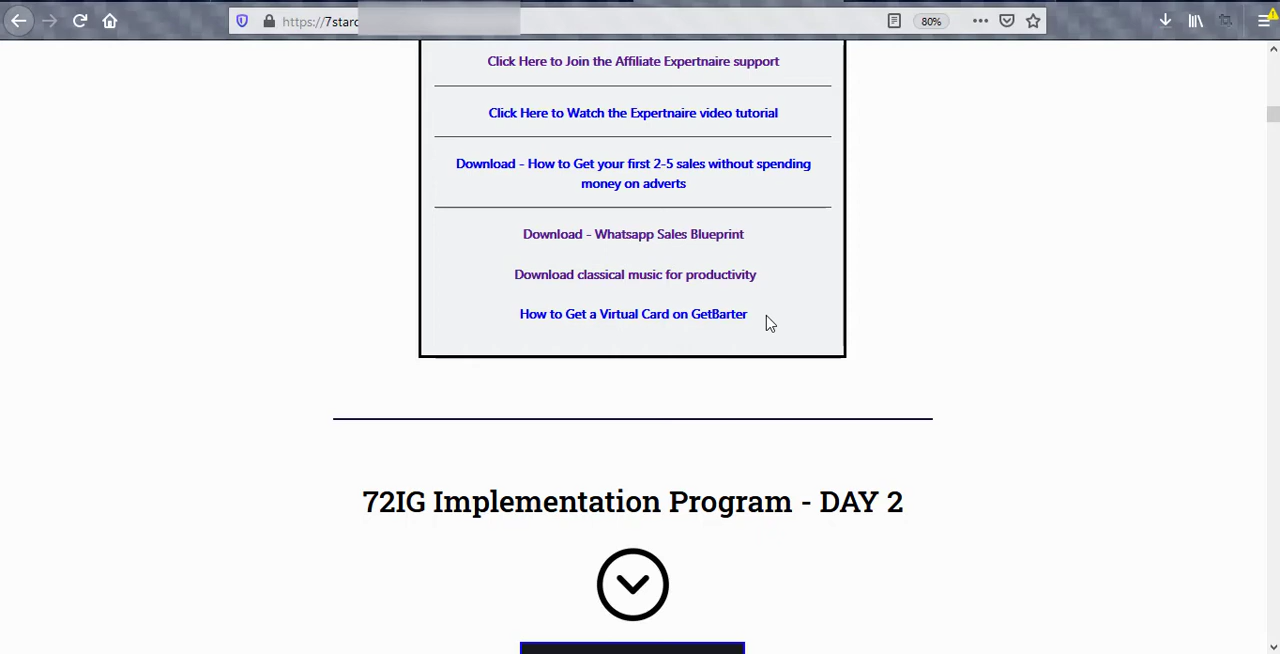 https://7starc
80%
Click Here to Join the Affiliate Expertnaire support
Click Here to Watch the Expertnaire video tutorial
Download - How to Get your first 2-5 sales without spending
money on adverts
Download - Whatsapp Sales Blueprint
Download classical music for productivity
How to Get a Virtual Card on GetBarter
72IG Implementation Program - DAY 2